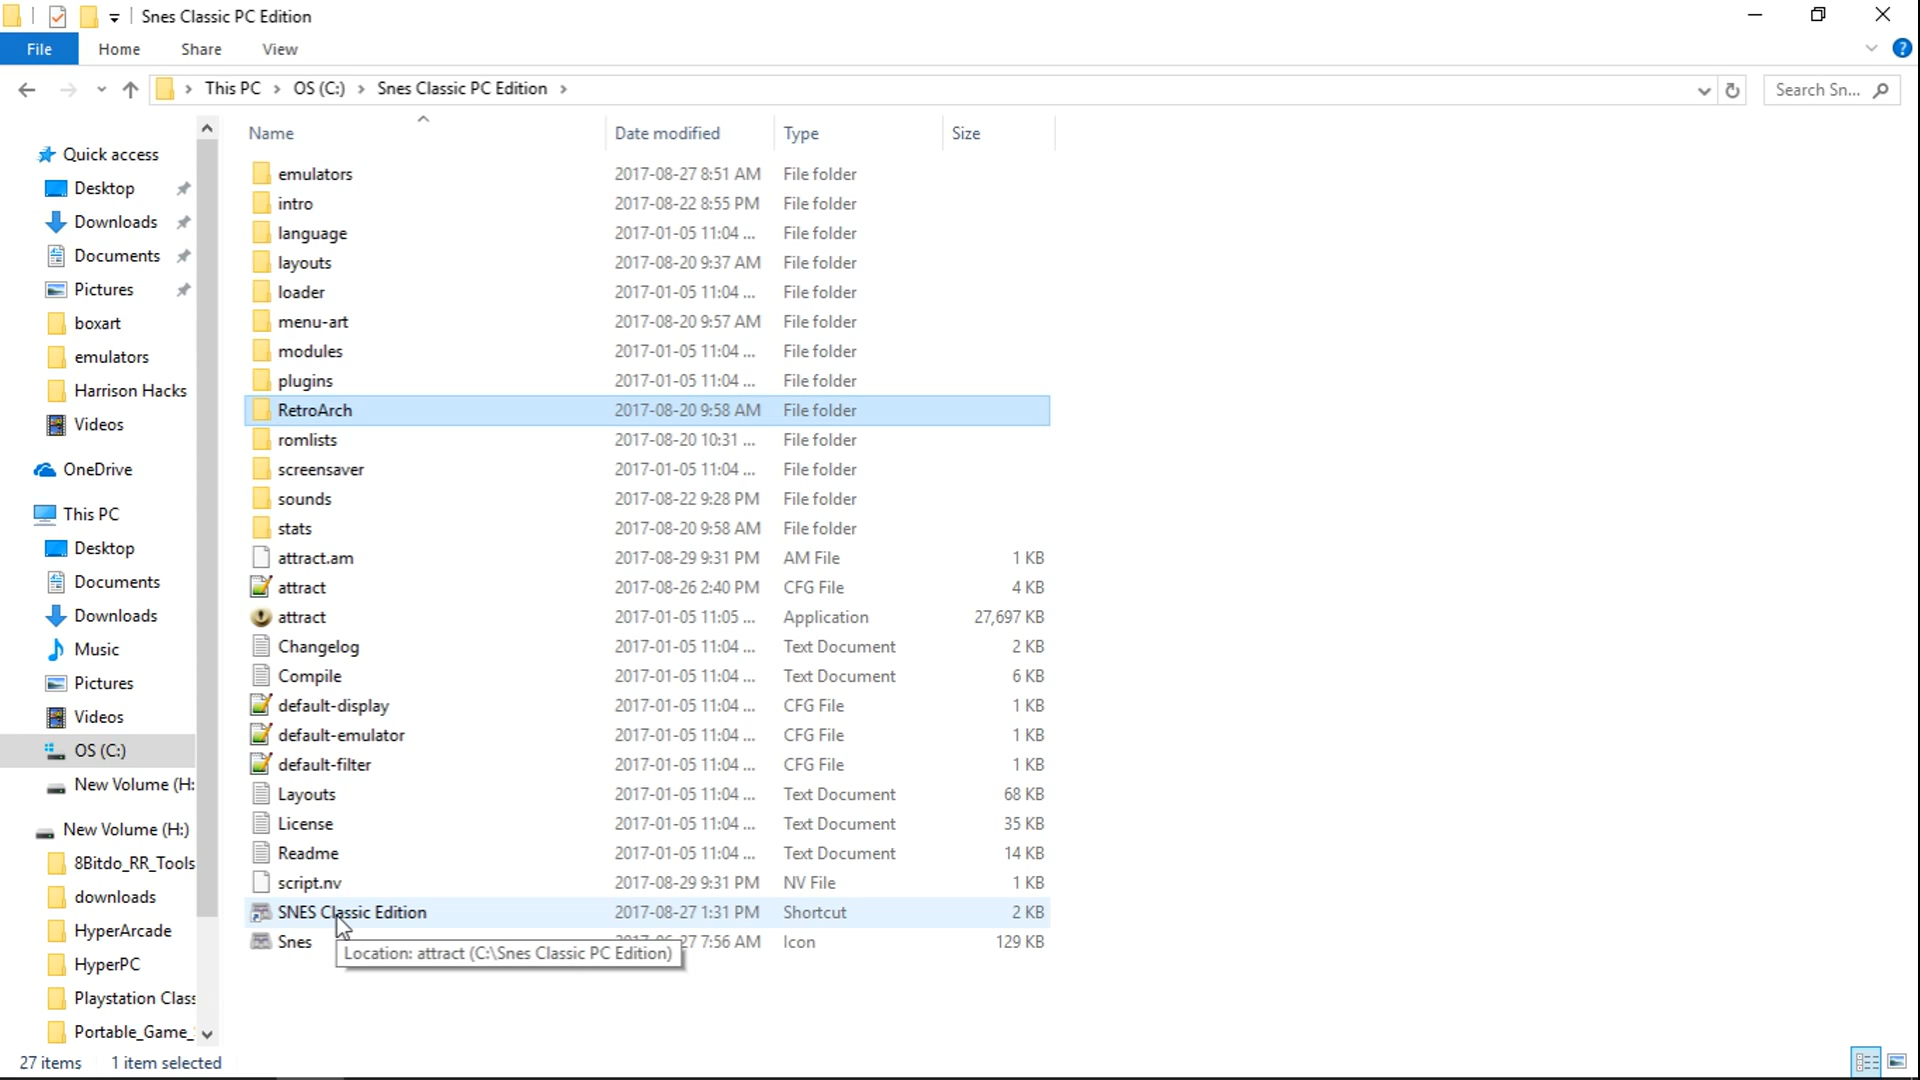 Snes Classic PC Edition
File Home Share View
This PC OS (C:) Snes Classic PC Edition Search Sn...
Name Date modified Type Size
Quick access
Desktop
Downloads
Documents
Pictures
boxart
emulators
Harrison Hacks
Videos
OneDrive
This PC
Desktop
Documents
Downloads
Music
Pictures
Videos
OS (C:)
New Volume (H:
New Volume (H:)
8Bitdo_RR_Tools
downloads
HyperArcade
HyperPC
Playstation Clas
Portable_Game_
emulators 2017-08-27 8:51 AM File folder
intro 2017-08-22 8:55 PM File folder
language 2017-01-05 11:04 ... File folder
layouts 2017-08-20 9:37 AM File folder
loader 2017-01-05 11:04 ... File folder
menu-art 2017-08-20 9:57 AM File folder
modules 2017-01-05 11:04 ... File folder
plugins 2017-01-05 11:04 ... File folder
RetroArch 2017-08-20 9:58 AM File folder
romlists 2017-08-20 10:31 ... File folder
screensaver 2017-01-05 11:04 ... File folder
sounds 2017-08-22 9:28 PM File folder
stats 2017-08-20 9:58 AM File folder
attract.am 2017-08-29 9:31 PM AM File 1 KB
attract 2017-08-26 2:40 PM CFG File 4 KB
attract 2017-01-05 11:05 ... Application 27,697 KB
Changelog 2017-01-05 11:04 ... Text Document 2 KB
Compile 2017-01-05 11:04 ... Text Document 6 KB
default-display 2017-01-05 11:04 ... CFG File 1 KB
default-emulator 2017-01-05 11:04 ... CFG File 1 KB
default-filter 2017-01-05 11:04 ... CFG File 1 KB
Layouts 2017-01-05 11:04 ... Text Document 68 KB
License 2017-01-05 11:04 ... Text Document 35 KB
Readme 2017-01-05 11:04 ... Text Document 14 KB
script.nv 2017-08-29 9:31 PM NV File 1 KB
SNES Classic Edition 2017-08-27 1:31 PM Shortcut 2 KB
Snes 7:56 AM Icon 129 KB
Location: attract (C:\Snes Classic PC Edition)
27 items 1 item selected